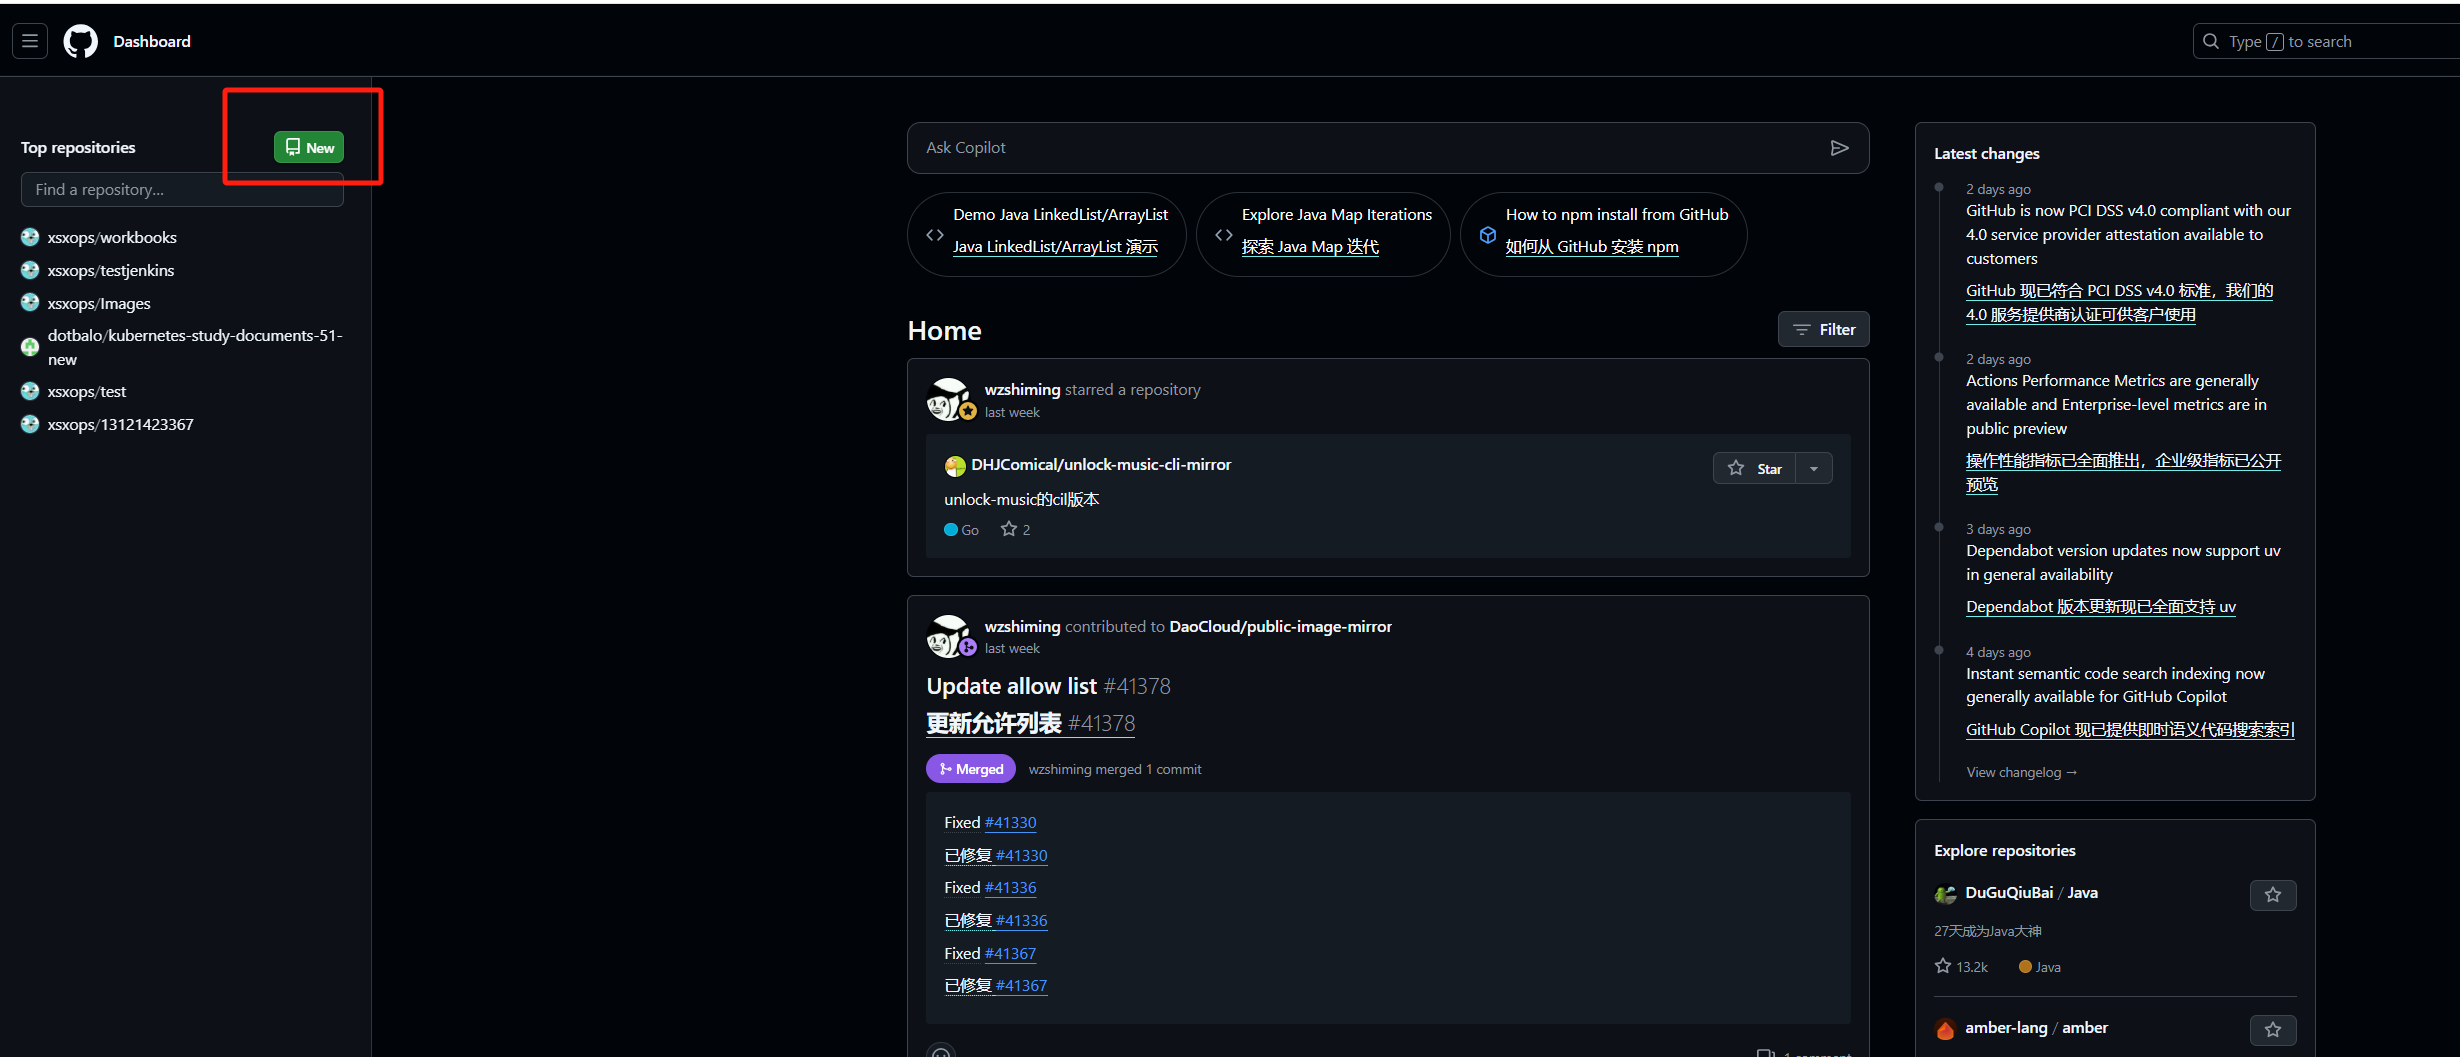 Dashboard
Type / to search
Top repositories
New
Find a repository...
xsxops/workbooks
xsxops/testjenkins
xsxops/Images
dotbalo/kubernetes-study-documents-51-
new
xsxops/test
xsxops/13121423367
Ask Copilot
Demo Java LinkedList/ArrayList
Java LinkedList/ArrayList 演示
Explore Java Map Iterations
探索 Java Map 迭代
How to npm install from GitHub
如何从 GitHub 安装 npm
Home
Filter
wzshiming starred a repository
last week
DHJComical/unlock-music-cli-mirror
Star
unlock-music的cil版本
Go
2
wzshiming contributed to DaoCloud/public-image-mirror
last week
Update allow list #41378
更新允许列表 #41378
Merged
wzshiming merged 1 commit
Fixed #41330
已修复 #41330
Fixed #41336
已修复 #41336
Fixed #41367
已修复 #41367
1 comment
Latest changes
2 days ago
GitHub is now PCI DSS v4.0 compliant with our
4.0 service provider attestation available to
customers
GitHub 现已符合 PCI DSS v4.0 标准，我们的
4.0 服务提供商认证可供客户使用
2 days ago
Actions Performance Metrics are generally
available and Enterprise-level metrics are in
public preview
操作性能指标已全面推出，企业级指标已公开
预览
3 days ago
Dependabot version updates now support uv
in general availability
Dependabot 版本更新现已全面支持 uv
4 days ago
Instant semantic code search indexing now
generally available for GitHub Copilot
GitHub Copilot 现已提供即时语义代码搜索索引
View changelog →
Explore repositories
DuGuQiuBai / Java
27天成为Java大神
13.2k
Java
amber-lang / amber